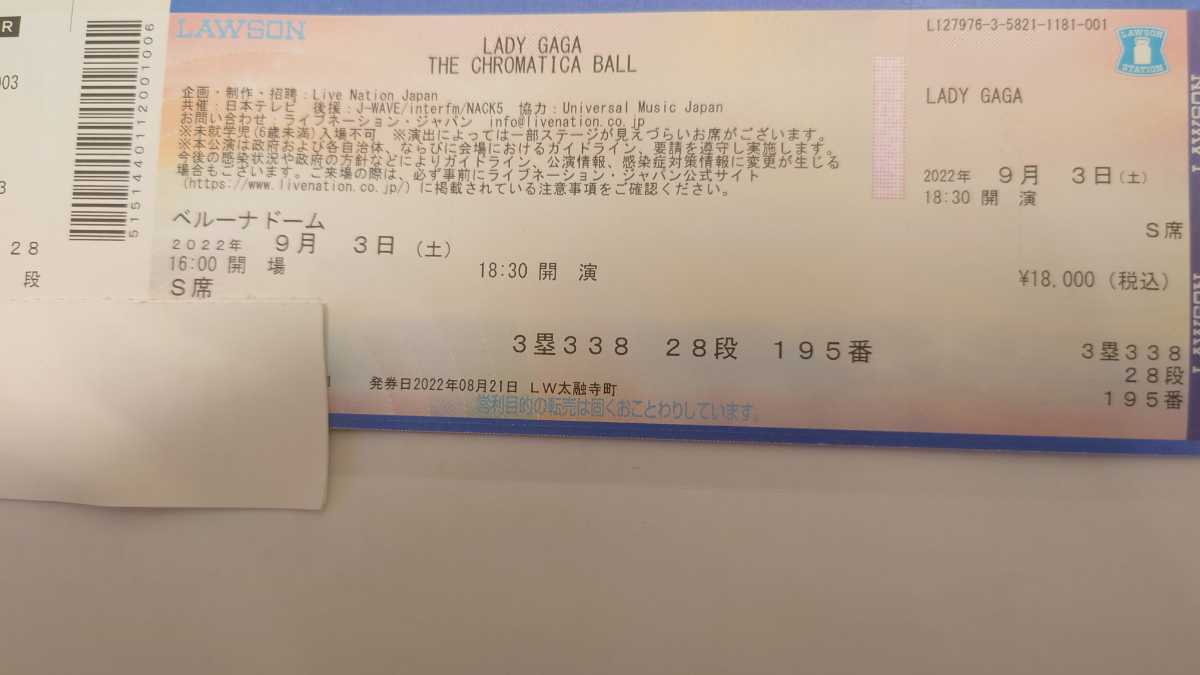 R
003
3
28
段
5151440112001006
LAWSON
LADY GAGA
THE CHROMATICA BALL
企画・制作・招聘：Live Nation Japan
共催：日本テレビ　後援：J-WAVE/interfm/NACK5　協力：Universal Music Japan
お問い合わせ：ライブネーション・ジャパン　info@livenation.co.jp
※未就学児(6歳未満)入場不可　※演出によっては一部ステージが見えづらいお席がございます。
※本公演は政府および各自治体、ならびに会場におけるガイドライン、要請を遵守し実施します。
今後の感染状況や政府の方針などによりガイドライン、公演情報、感染症対策情報に変更が生じる
場合もございます。ご来場の際は、必ず事前にライブネーション・ジャパン公式サイト
(https://www.livenation.co.jp/)に掲載されている注意事項をご確認ください。
ベルーナドーム
２０２２年　９月　３日（土）
16:00 開　場　18:30 開　演
Ｓ席
３塁３３８　２８段　１９５番
発券日2022年08月21日　ＬＷ太融寺町
営利目的の転売は固くおことわりしています。
L127976-3-5821-1181-001
LAWSON
STATION
LADY GAGA
2022年　９月　３日（土）
18:30 開　演
Ｓ席
¥18,000（税込）
３塁３３８
２８段
１９５番
LAWSON
LAWSON